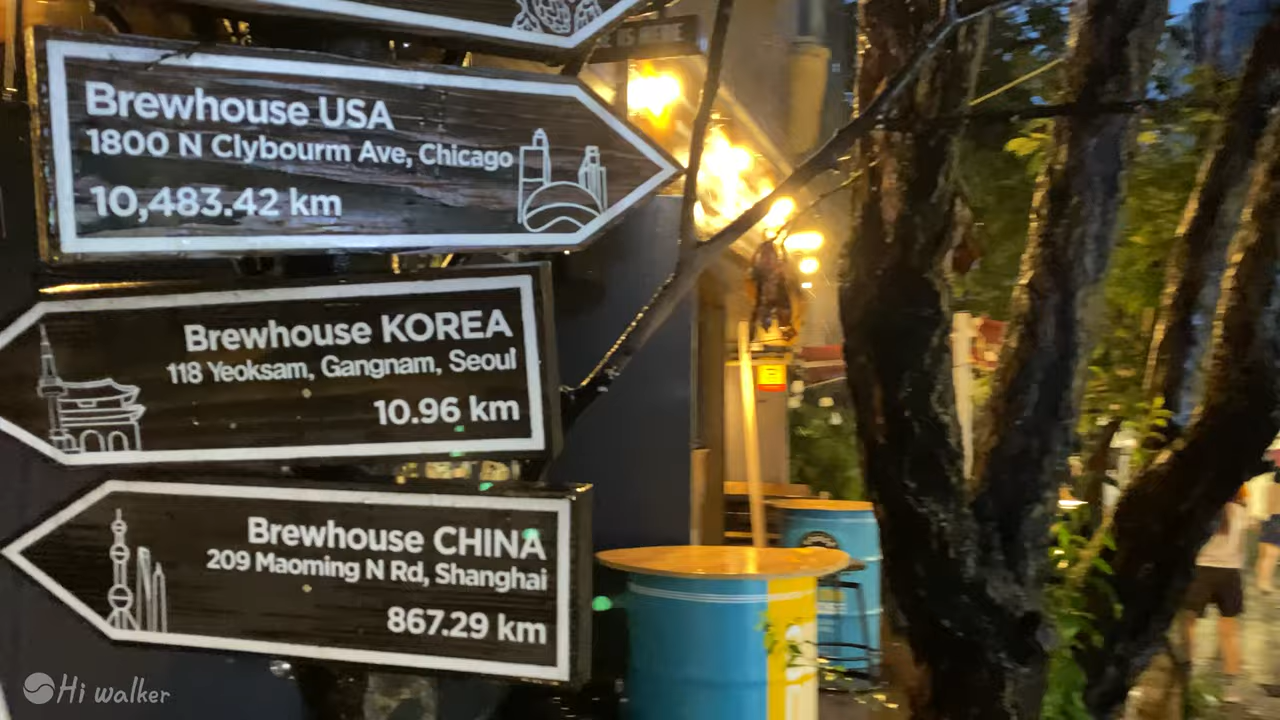 Brewhouse USA
1800 N Clybourm Ave, Chicago
10,483.42 km
Brewhouse KOREA
118 Yeoksam, Gangnam, Seoul
10.96 km
Brewhouse CHINA
209 Maoming N Rd, Shanghai
867.29 km
Hi walker